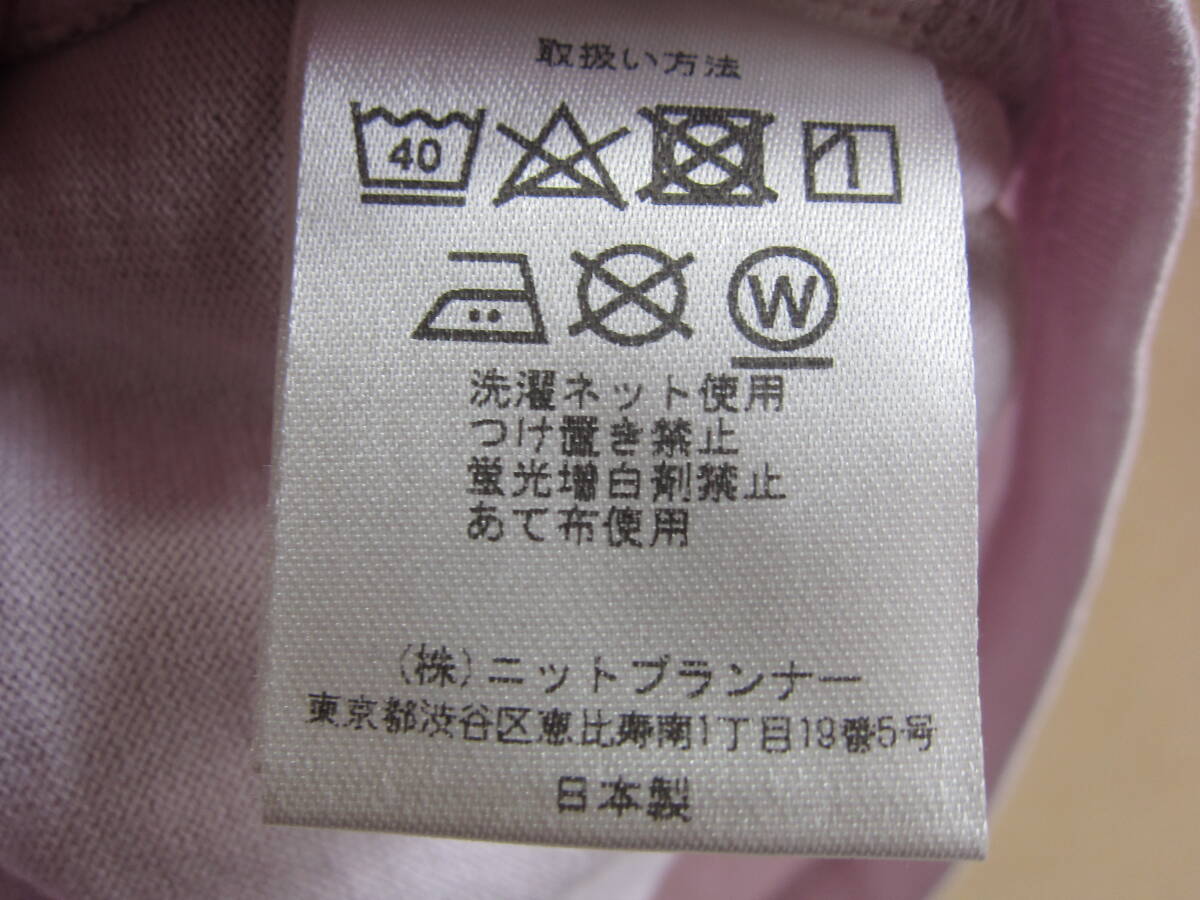 取扱い方法
40
W
洗濯ネット使用
つけ置き禁止
蛍光増白剤禁止
あて布使用
(株)ニットプランナー
東京都渋谷区恵比寿南1丁目19番5号
日本製